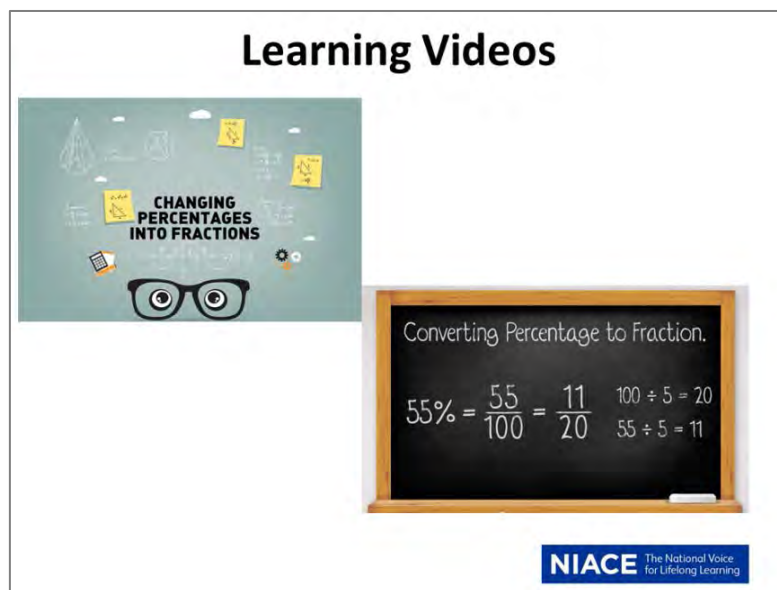 Learning Videos
CHANGING
PERCENTAGES
INTO FRACTIONS
Converting Percentage to Fraction.
55% = 55/100 = 11/20
100 ÷ 5 = 20
55 ÷ 5 = 11
NIACE The National Voice
for Lifelong Learning